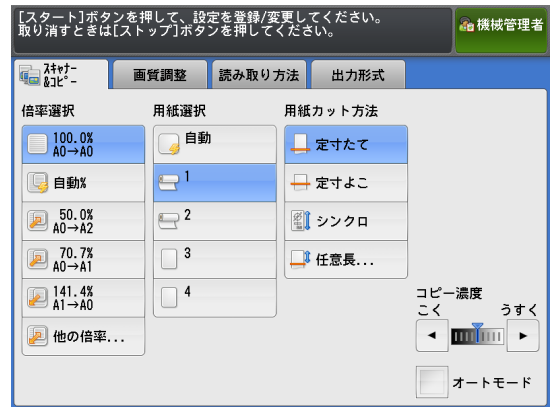 [スタート]ボタンを押して、設定を登録/変更してください。
取り消すときは[ストップ]ボタンを押してください。
機械管理者
スキャナー
&コピー
画質調整
読み取り方法
出力形式
倍率選択
用紙選択
用紙カット方法
100.0%
A0→A0
自動%
50.0%
A0→A2
70.7%
A0→A1
141.4%
A1→A0
他の倍率...
自動
1
2
3
4
定寸たて
定寸よこ
シンクロ
任意長...
コピー濃度
こく
うすく
オートモード